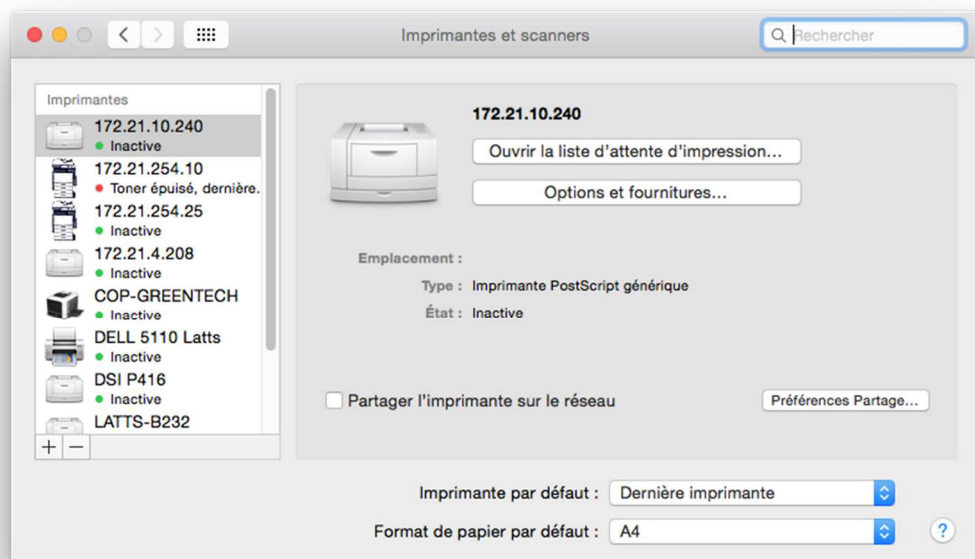 Imprimantes et scanners
Rechercher
Imprimantes
172.21.10.240
Inactive
172.21.254.10
Toner épuisé, dernière.
172.21.254.25
Inactive
172.21.4.208
Inactive
COP-GREENTECH
Inactive
DELL 5110 Latts
Inactive
DSI P416
Inactive
LATTS-B232
+ −
172.21.10.240
Ouvrir la liste d'attente d'impression...
Options et fournitures...
Emplacement :
Type : Imprimante PostScript générique
État : Inactive
Partager l'imprimante sur le réseau
Préférences Partage...
Imprimante par défaut : Dernière imprimante
Format de papier par défaut : A4
?